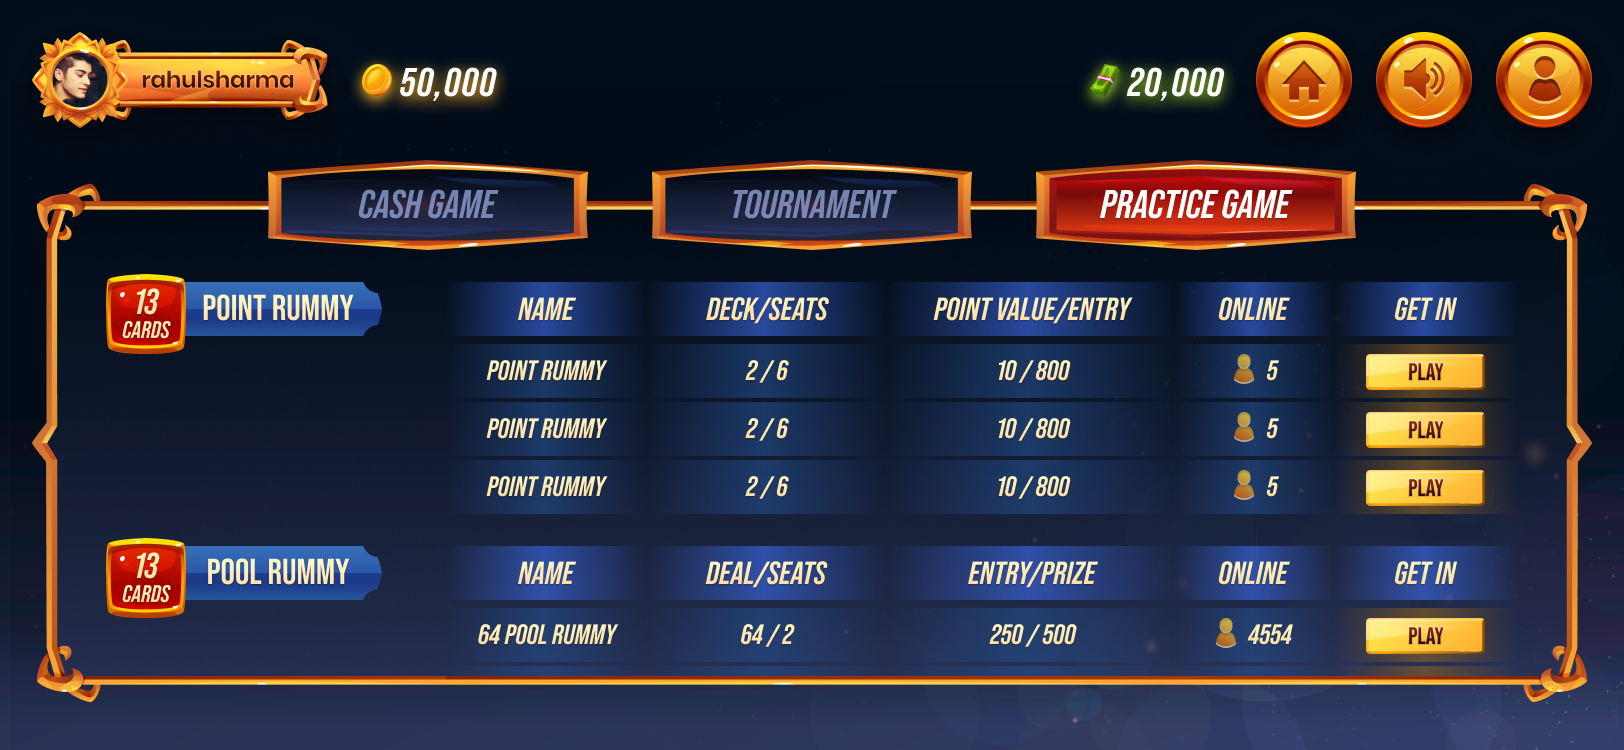 rahulsharma
50,000
20,000
CASH GAME
TOURNAMENT
PRACTICE GAME
13
CARDS
POINT RUMMY
NAME DECK/SEATS POINT VALUE/ENTRY ONLINE GET IN
POINT RUMMY 2 / 6 10 / 800 5 PLAY
POINT RUMMY 2 / 6 10 / 800 5 PLAY
POINT RUMMY 2 / 6 10 / 800 5 PLAY
13
CARDS
POOL RUMMY
NAME DEAL/SEATS ENTRY/PRIZE ONLINE GET IN
64 POOL RUMMY 64 / 2 250 / 500 4554 PLAY